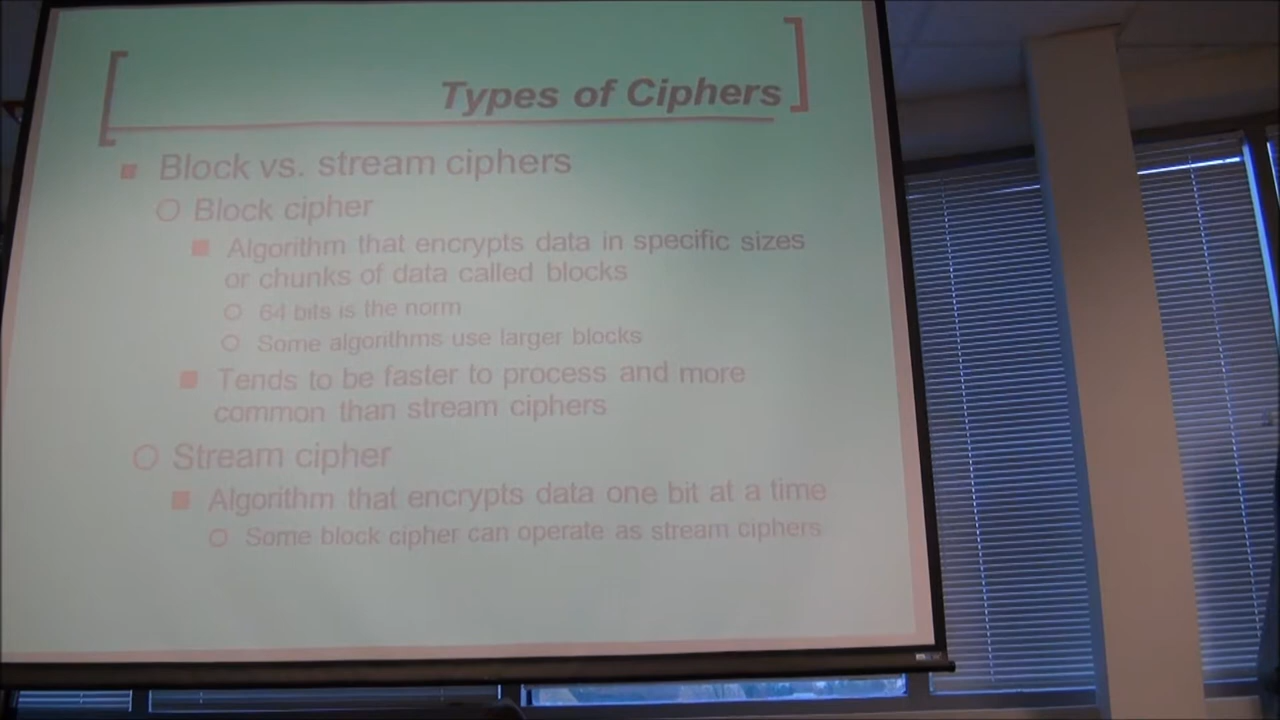 Types of Ciphers
Block vs. stream ciphers
Block cipher
Algorithm that encrypts data in specific sizes
or chunks of data called blocks
64 bits is the norm
Some algorithms use larger blocks
Tends to be faster to process and more
common than stream ciphers
Stream cipher
Algorithm that encrypts data one bit at a time
Some block cipher can operate as stream ciphers